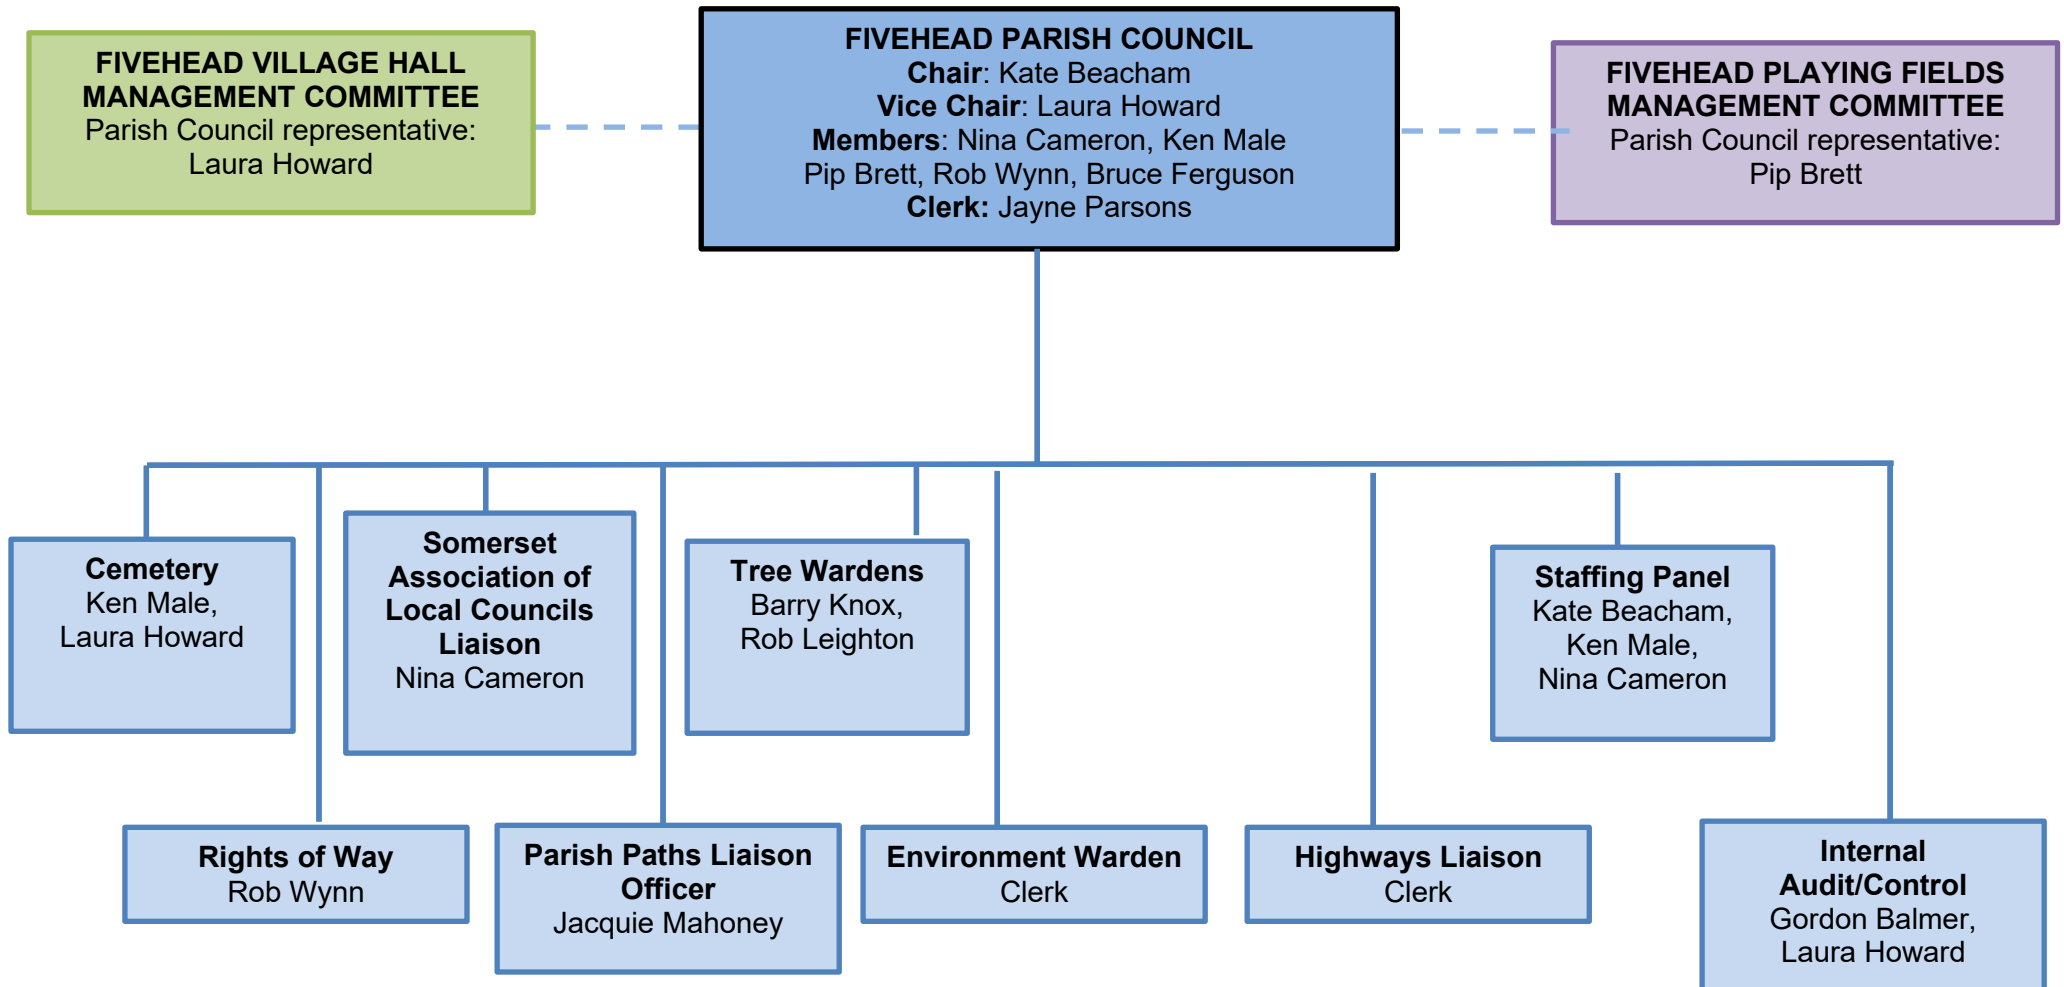 FIVEHEAD VILLAGE HALL
MANAGEMENT COMMITTEE
Parish Council representative:
Laura Howard
FIVEHEAD PARISH COUNCIL
Chair: Kate Beacham
Vice Chair: Laura Howard
Members: Nina Cameron, Ken Male
Pip Brett, Rob Wynn, Bruce Ferguson
Clerk: Jayne Parsons
FIVEHEAD PLAYING FIELDS
MANAGEMENT COMMITTEE
Parish Council representative:
Pip Brett
Cemetery
Ken Male,
Laura Howard
Somerset
Association of
Local Councils
Liaison
Nina Cameron
Tree Wardens
Barry Knox,
Rob Leighton
Staffing Panel
Kate Beacham,
Ken Male,
Nina Cameron
Rights of Way
Rob Wynn
Parish Paths Liaison
Officer
Jacquie Mahoney
Environment Warden
Clerk
Highways Liaison
Clerk
Internal
Audit/Control
Gordon Balmer,
Laura Howard